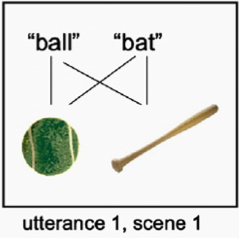 “ball” “bat”
utterance 1, scene 1